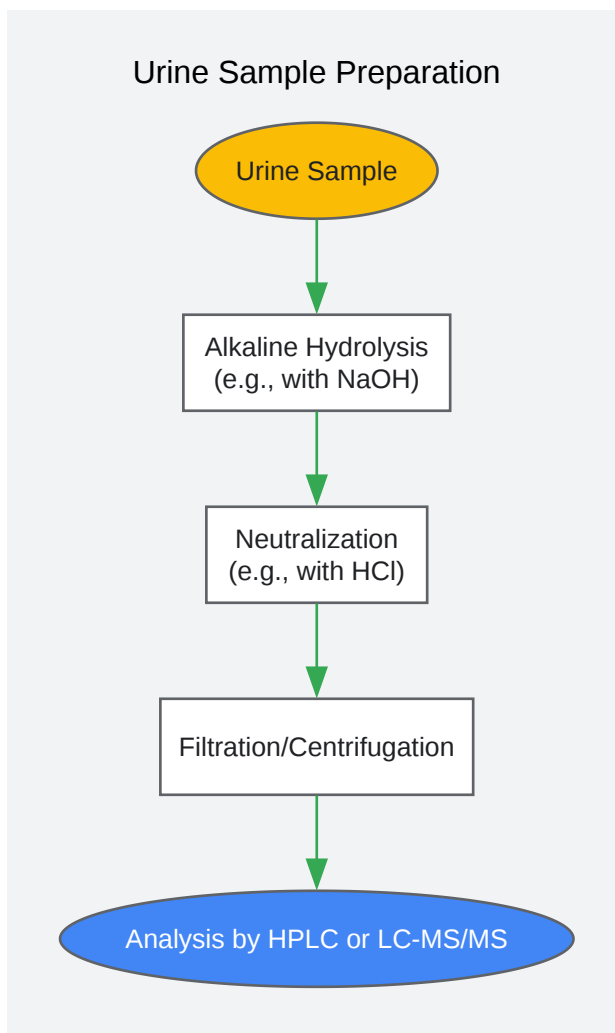 Urine Sample Preparation
Urine Sample
Alkaline Hydrolysis
(e.g., with NaOH)
Neutralization
(e.g., with HCl)
Filtration/Centrifugation
Analysis by HPLC or LC-MS/MS